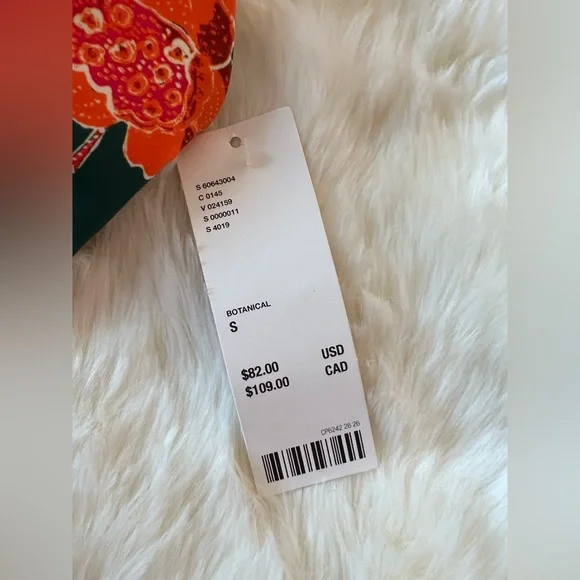 S 60643004
C 0145
V 024159
S 0000011
S 4019
BOTANICAL
S
$82.00 USD
$109.00 CAD
CP6242 26 26